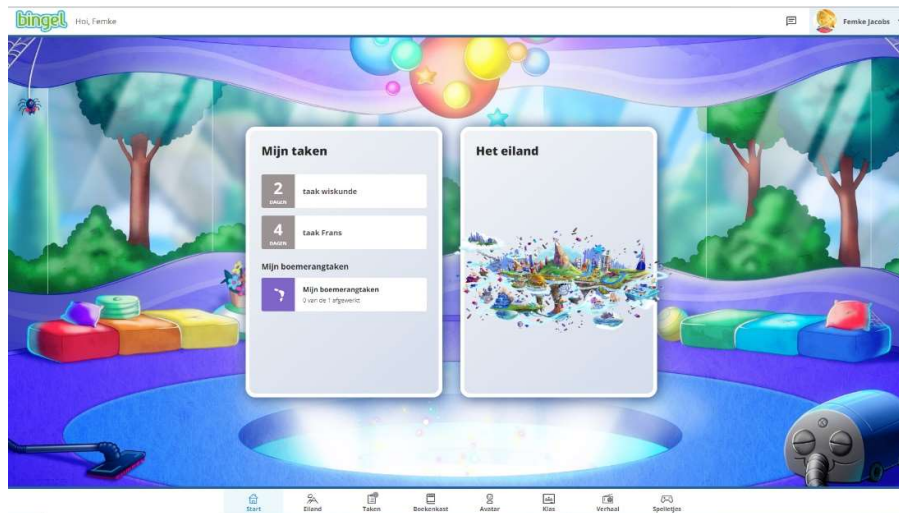 bingel Hoi, Femke
Femke Jacobs
Mijn taken
2
DAGEN
taak wiskunde
4
DAGEN
taak Frans
Mijn boemerangtaken
Mijn boemerangtaken
0 van de 1 afgewerkt
Het eiland
Start Eiland Taken Boekenkast Avatar Klas Verhaal Spelletjes